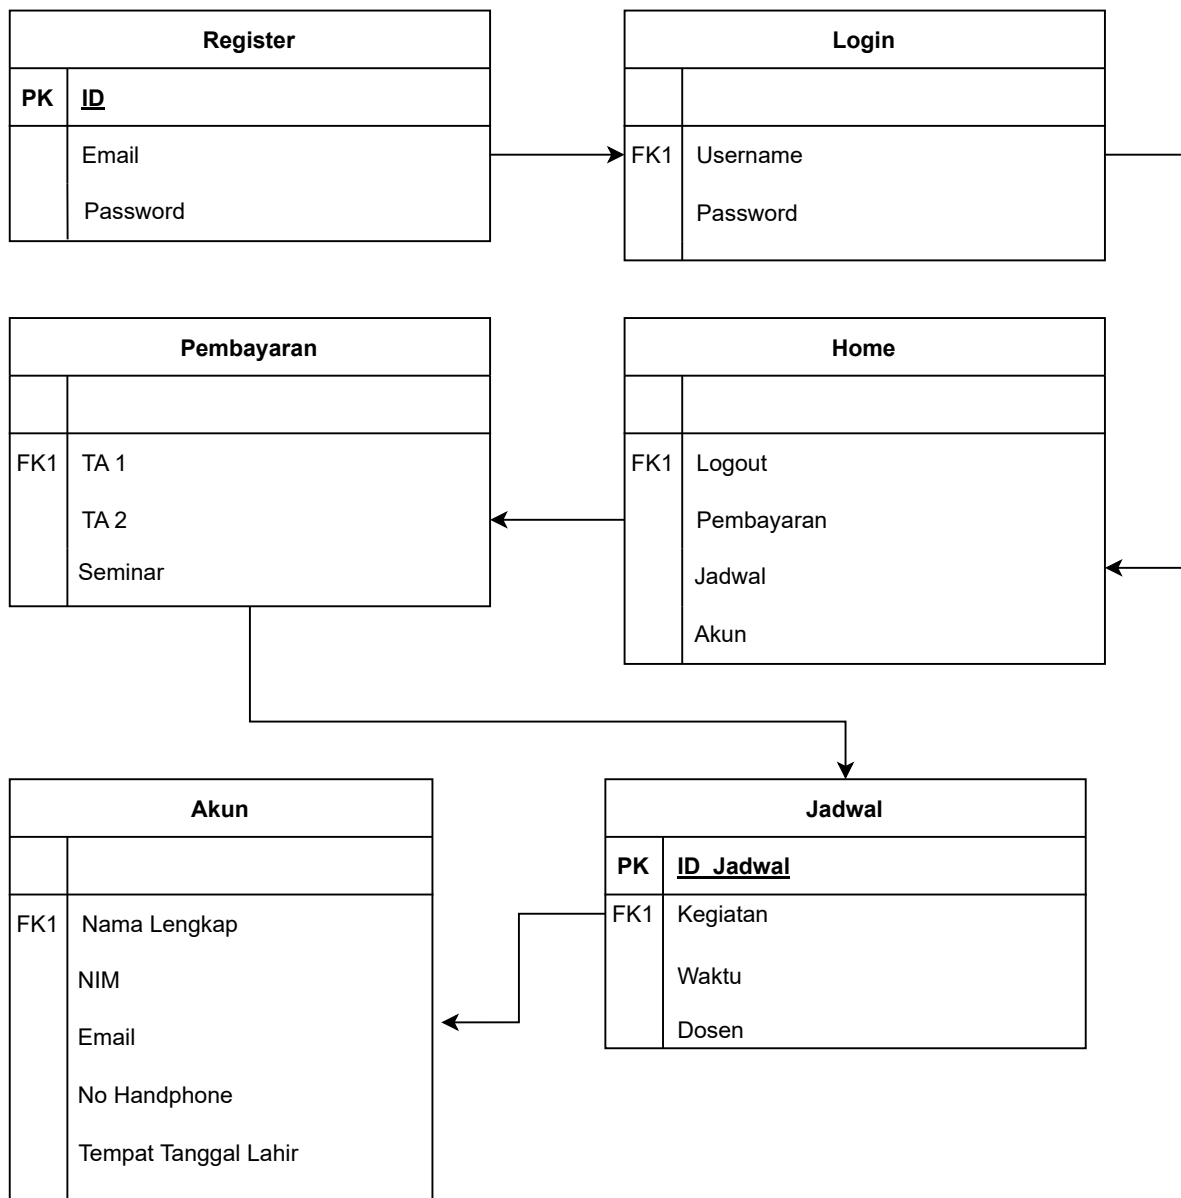 Register
PK ID
Email
Password
Login
FK1 Username
Password
Pembayaran
FK1 TA 1
TA 2
Seminar
Home
FK1 Logout
Pembayaran
Jadwal
Akun
Akun
FK1 Nama Lengkap
NIM
Email
No Handphone
Tempat Tanggal Lahir
Jadwal
PK ID_Jadwal
FK1 Kegiatan
Waktu
Dosen